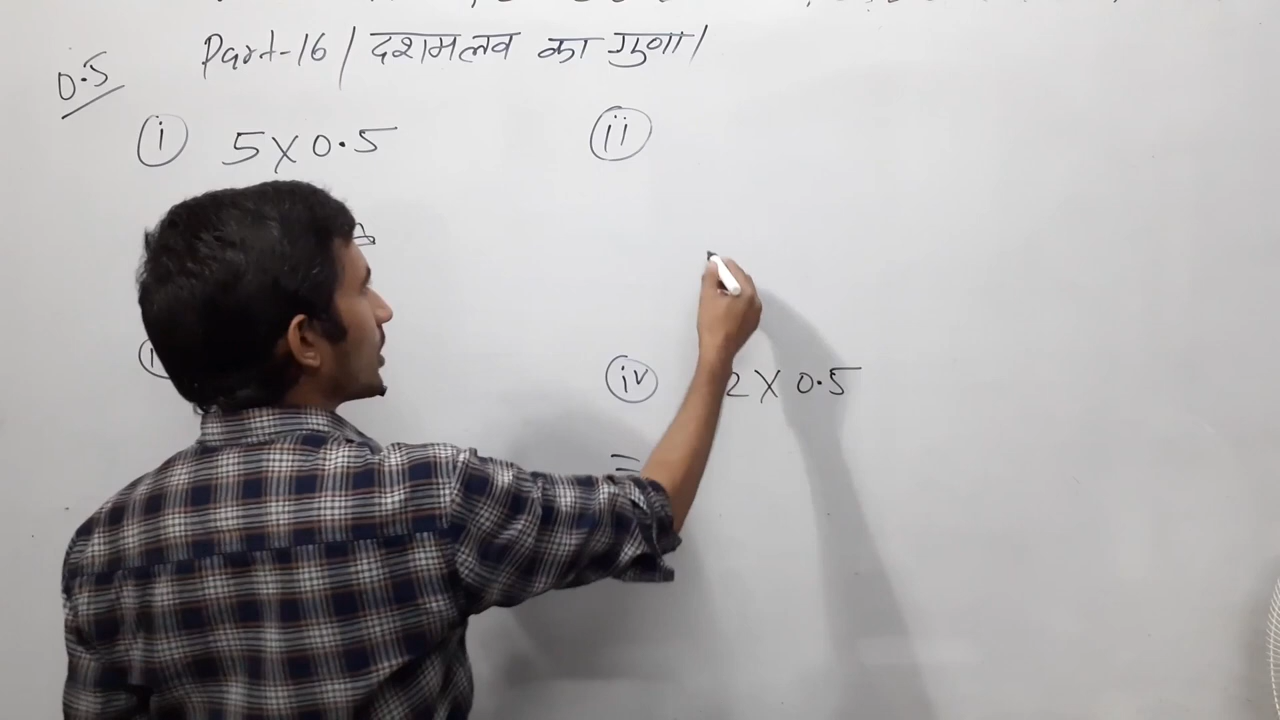 Part-16 / दशमलव का गुणा /
0.5
(i) 5 X 0.5
(ii)
(iv) 2 X 0.5
=